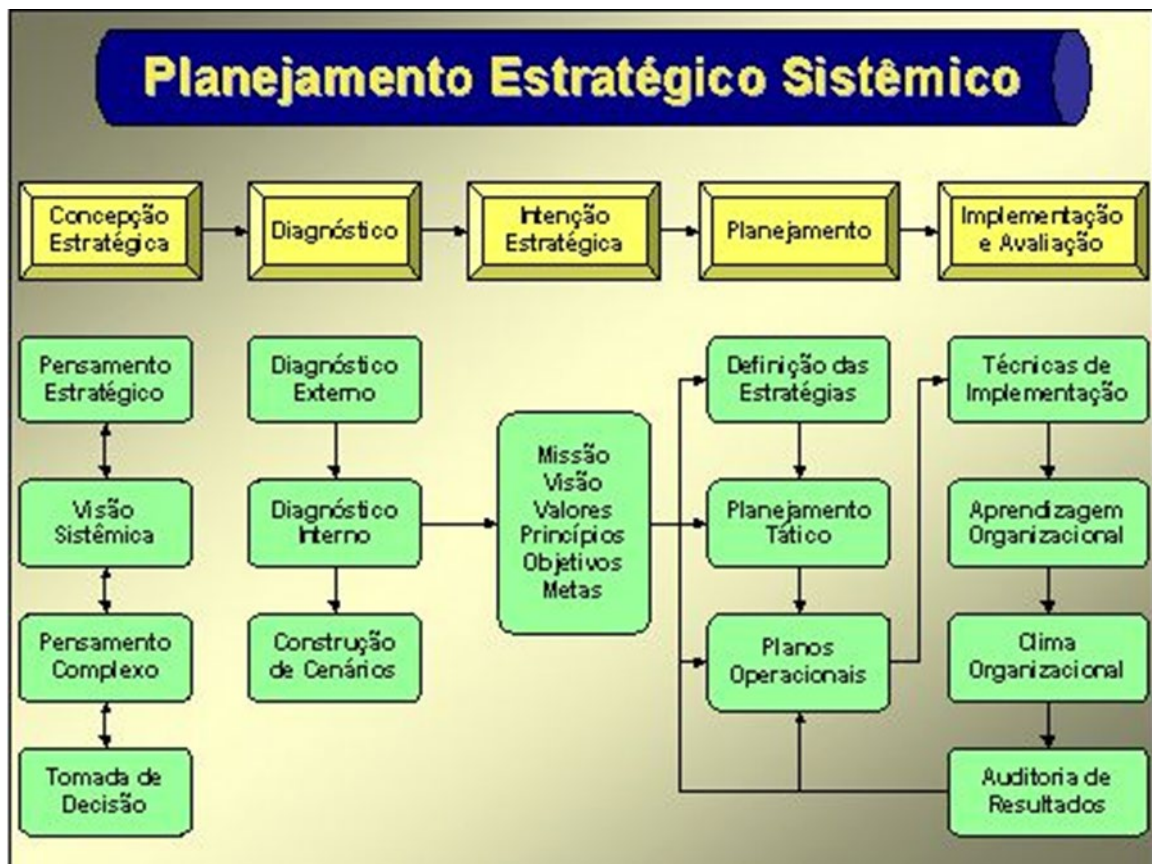 Planejamento Estratégico Sistêmico
Concepção
Estratégica
Diagnóstico
Intenção
Estratégica
Planejamento
Implementação
e Avaliação
Pensamento
Estratégico
Visão
Sistêmica
Pensamento
Complexo
Tomada de
Decisão
Diagnóstico
Externo
Diagnóstico
Interno
Construção
de Cenários
Missão
Visão
Valores
Princípios
Objetivos
Metas
Definição das
Estratégias
Planejamento
Tático
Planos
Operacionais
Técnicas de
Implementação
Aprendizagem
Organizacional
Clima
Organizacional
Auditoria de
Resultados